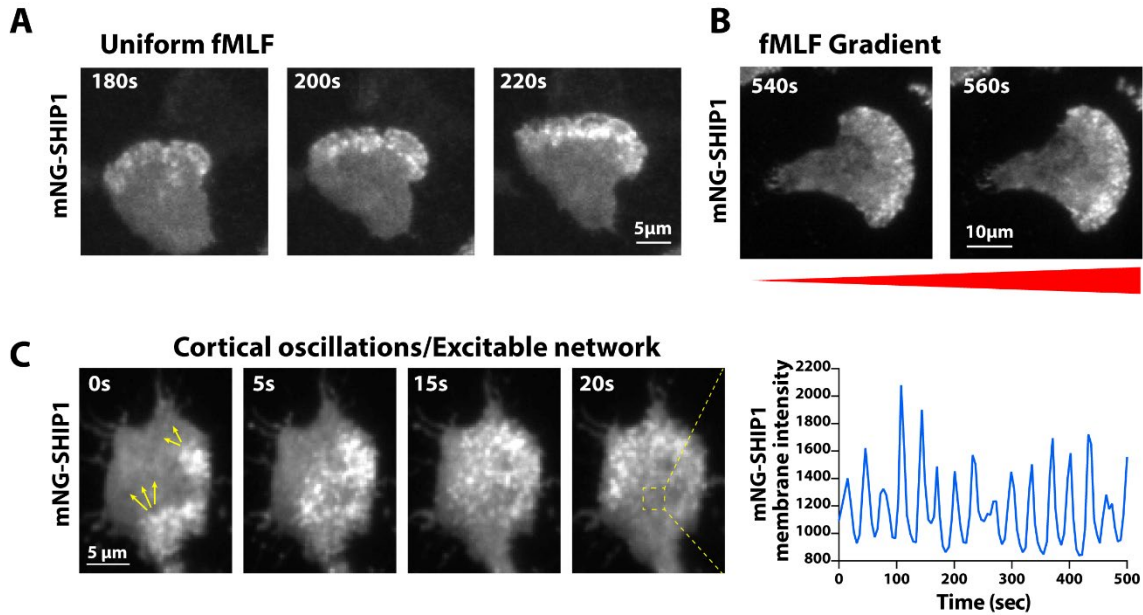 A
Uniform fMLF
mNG-SHIP1
180s
200s
220s
5µm
B
fMLF Gradient
mNG-SHIP1
540s
560s
10µm
C
Cortical oscillations/Excitable network
mNG-SHIP1
0s
5s
15s
20s
5 µm
mNG-SHIP1
membrane intensity
2200
2000
1800
1600
1400
1200
1000
800
0
100
200
300
400
500
Time (sec)